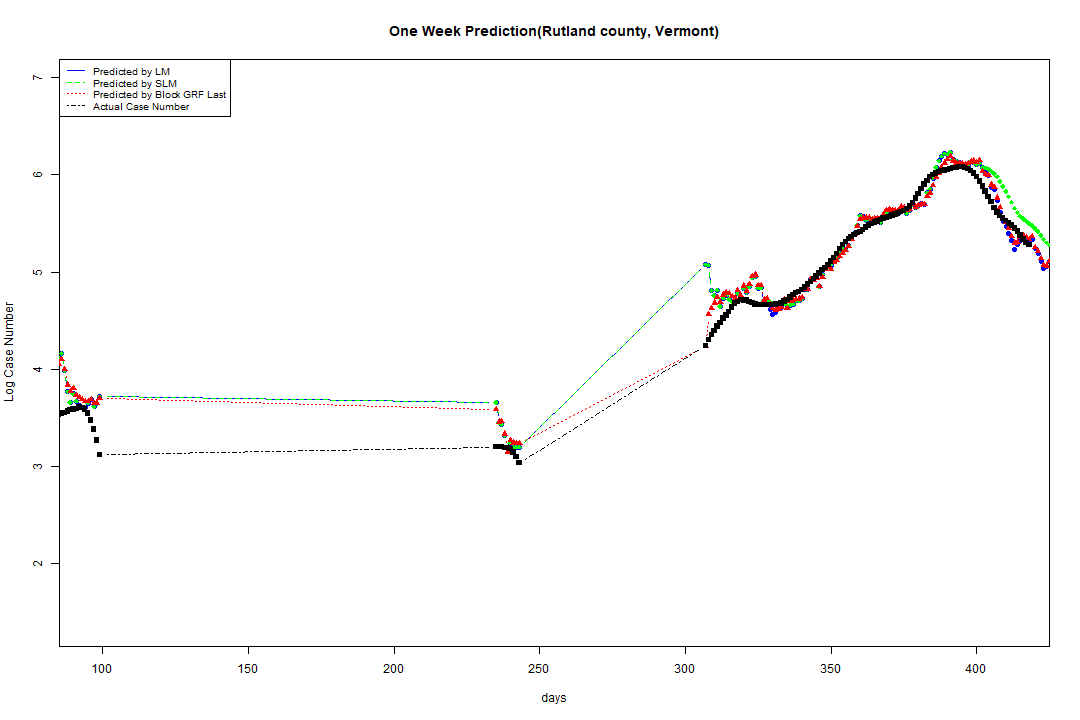 One Week Prediction(Rutland county, Vermont)
Predicted by LM
Predicted by SLM
Predicted by Block GRF Last
Actual Case Number
7
6
5
4
3
2
Log Case Number
100 150 200 250 300 350 400
days